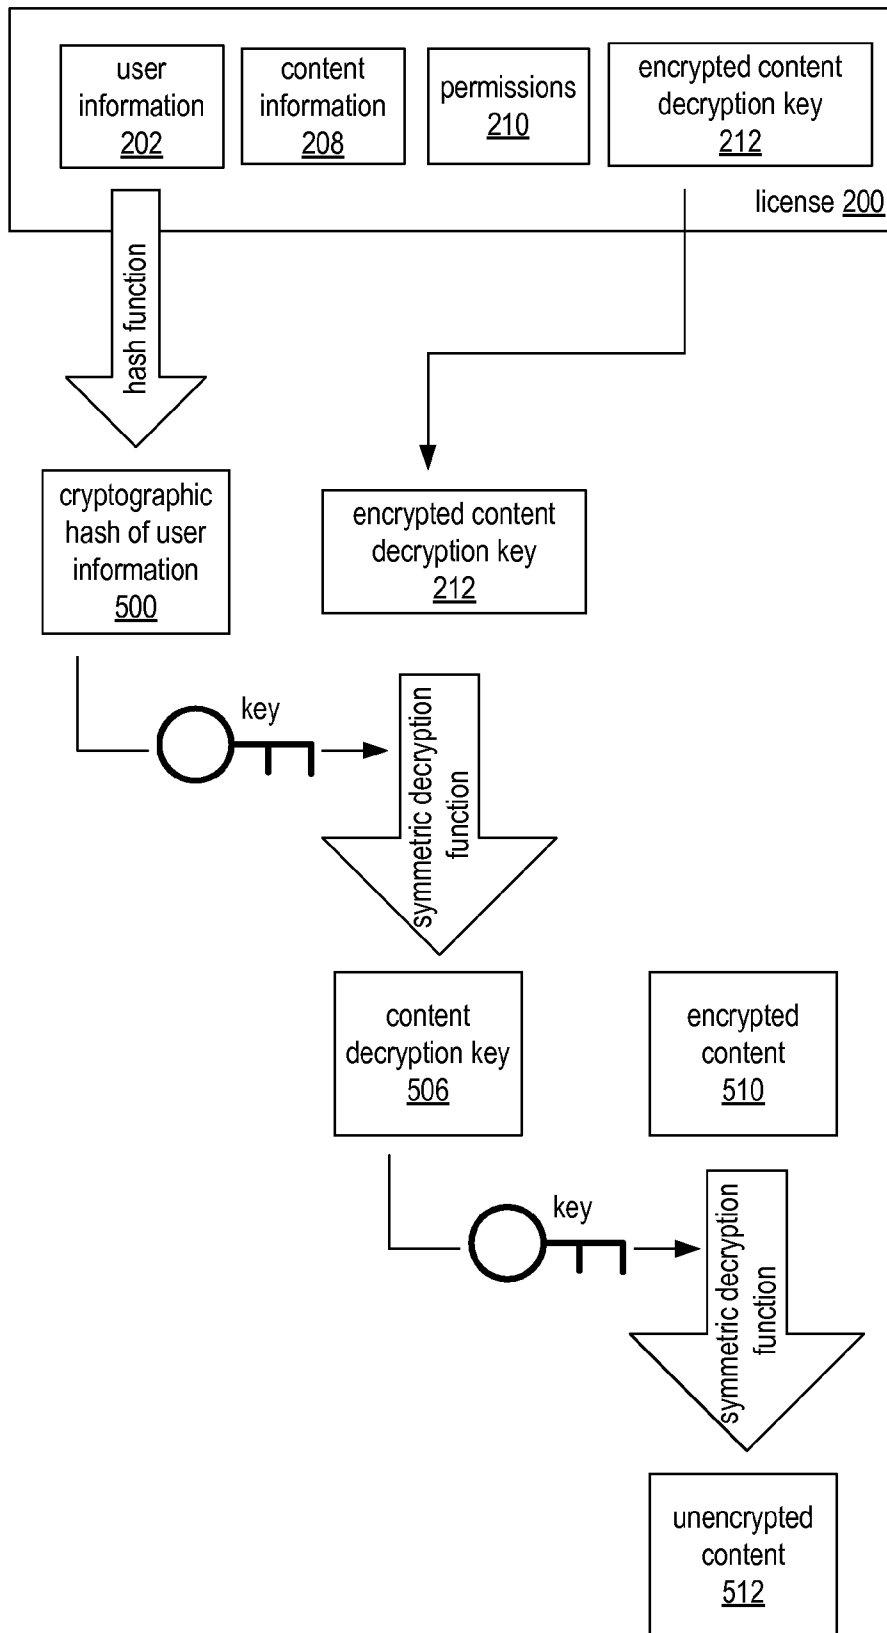 user
information
202
content
information
208
permissions
210
encrypted content
decryption key
212
license 200
hash function
cryptographic
hash of user
information
500
encrypted content
decryption key
212
key
symmetric decryption
function
content
decryption key
506
encrypted
content
510
key
symmetric decryption
function
unencrypted
content
512